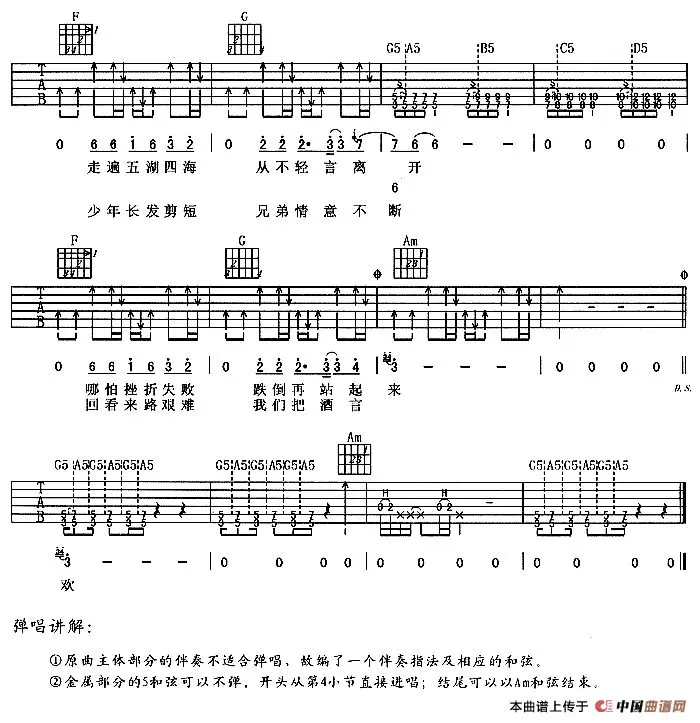 F G G5 A5 B5 C5 D5
T A B
0 6 6 1 6 3 2 0 2 2 2· 3 3 7 7 6 6 - - 0 0 0 0
走遍五湖四海 从不轻言离 开
6
少年长发剪短 兄弟情意不断
F G Am
T A B
0 6 6 1 6 3 2 0 2 2 2· 3 3 4 3 - - - 0 0 0 0
哪怕挫折失败 跌倒再站起 来
D.S.
回看来路艰难 我们把酒言
Am
G5 A5 G5 A5 G5 A5 G5 A5 G5 A5 G5 A5 G5 A5 G5 A5 G5 A5
T A B
H H
0 2 × × × 0 2 ×
3 - - - 0 0 0 0 0 0 0 0 0 0 0 0
欢
弹唱讲解:
①原曲主体部分的伴奏不适合弹唱、故编了一个伴奏指法及相应的和弦。
②金属部分的5和弦可以不弹，开头从第4小节直接进唱；结尾可以以Am和弦结束。
本曲谱上传于 中国曲谱网